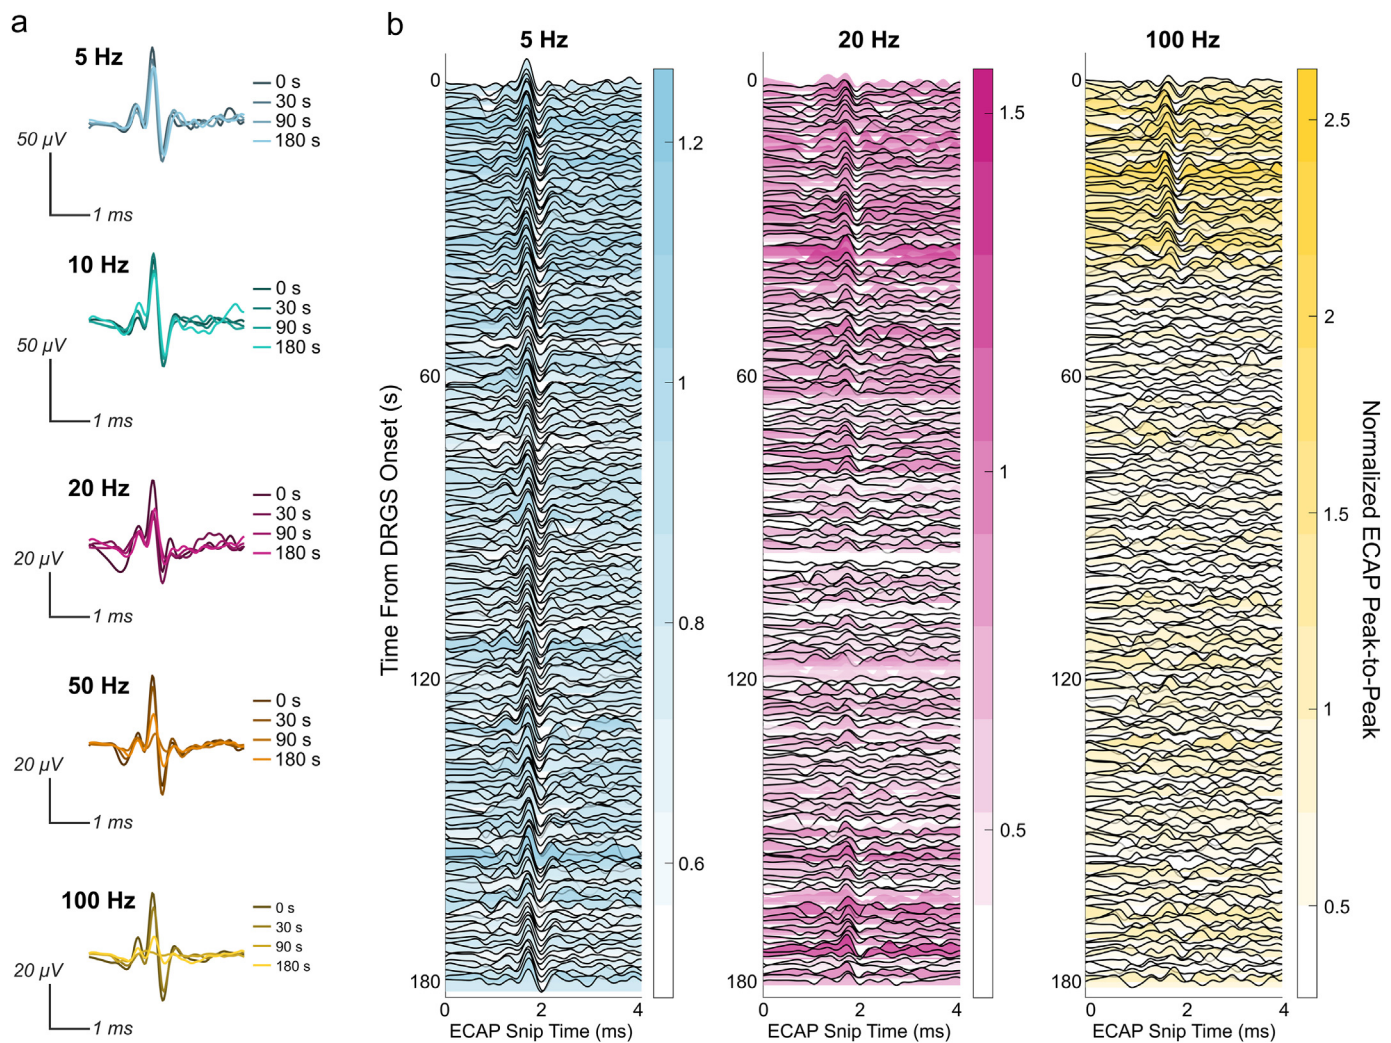 a
5 Hz
0 s
30 s
90 s
180 s
50 µV
1 ms
10 Hz
0 s
30 s
90 s
180 s
50 µV
1 ms
20 Hz
0 s
30 s
90 s
180 s
20 µV
1 ms
50 Hz
0 s
30 s
90 s
180 s
20 µV
1 ms
100 Hz
0 s
30 s
90 s
180 s
20 µV
1 ms
b
Time From DRGS Onset (s)
5 Hz
0
60
120
180
0 2 4
ECAP Snip Time (ms)
1.2
1
0.8
0.6
20 Hz
0
60
120
180
0 2 4
ECAP Snip Time (ms)
1.5
1
0.5
100 Hz
0
60
120
180
0 2 4
ECAP Snip Time (ms)
2.5
2
1.5
1
0.5
Normalized ECAP Peak-to-Peak